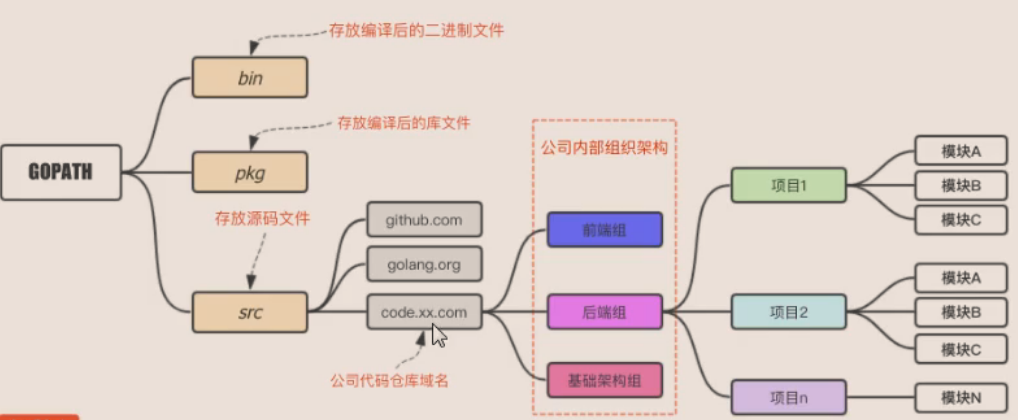 存放编译后的二进制文件
bin
存放编译后的库文件
公司内部组织架构
GOPATH
pkg
存放源码文件
github.com
golang.org
src
code.xx.com
公司代码仓库域名
前端组
后端组
基础架构组
项目1
模块A
模块B
模块C
项目2
模块A
模块B
模块C
项目n
模块N